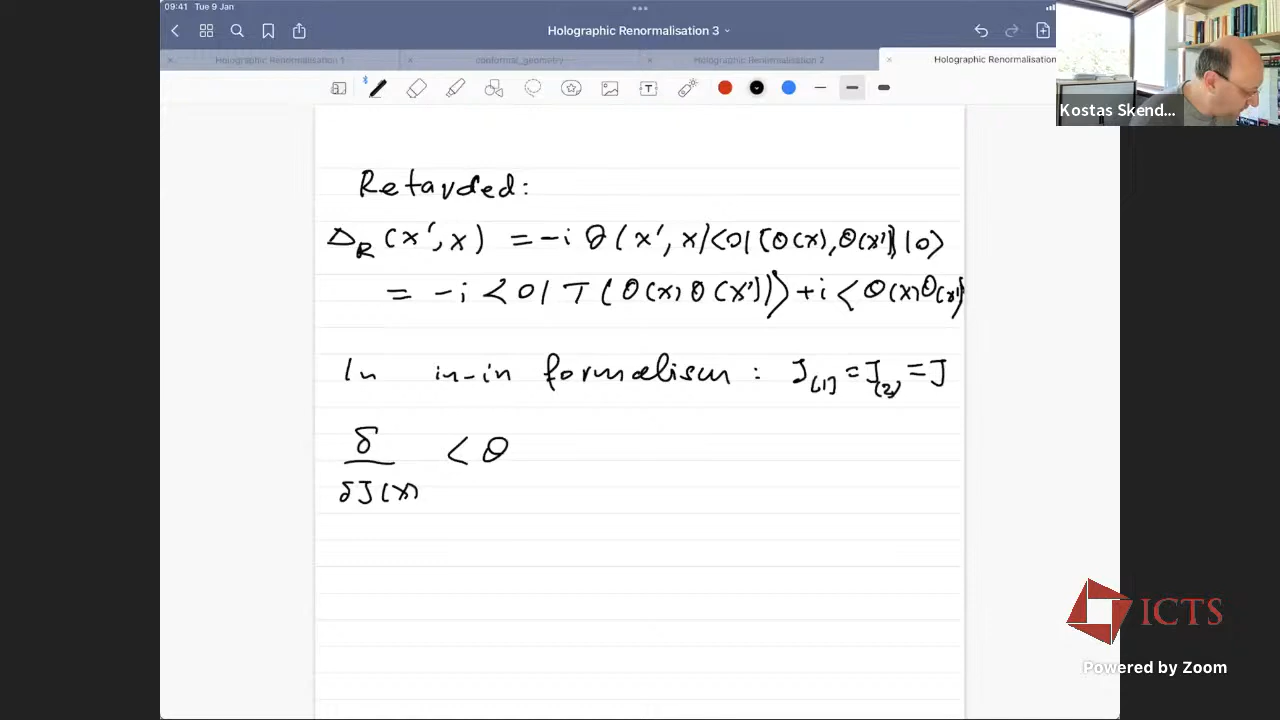 09:41 Tue 9 Jan
Holographic Renormalisation 3
Holographic Renormalisation 1
conformal_geometry
Holographic Renormalisation 2
Holographic Renormalisation
Kostas Skend...
Retarded:
Δ_R (x', x) = -i θ(x', x) <0| [O(x), O(x')] |0>
= -i <0| T (O(x) O(x')) > + i < O(x) O(x')
In in-in formalism : J_[1] = J_(2) = J
δ / δJ(x) < O
ICTS
Powered by Zoom